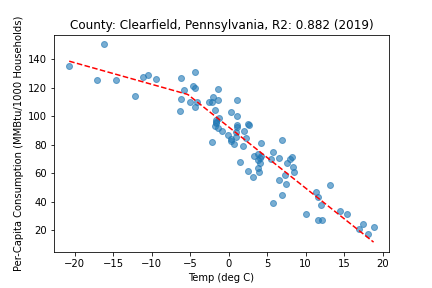 County: Clearfield, Pennsylvania, R2: 0.882 (2019)
Per-Capita Consumption (MMBtu/1000 Households)
140
120
100
80
60
40
20
−20 −15 −10 −5 0 5 10 15 20
Temp (deg C)